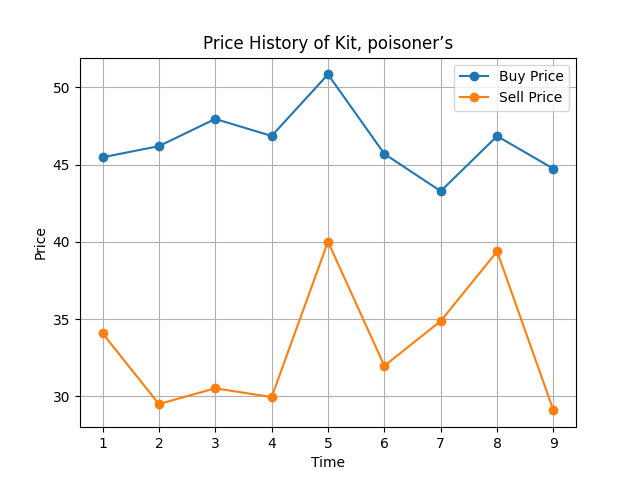 Price History of Kit, poisoner’s
Buy Price
Sell Price
Price
50
45
40
35
30
1 2 3 4 5 6 7 8 9
Time